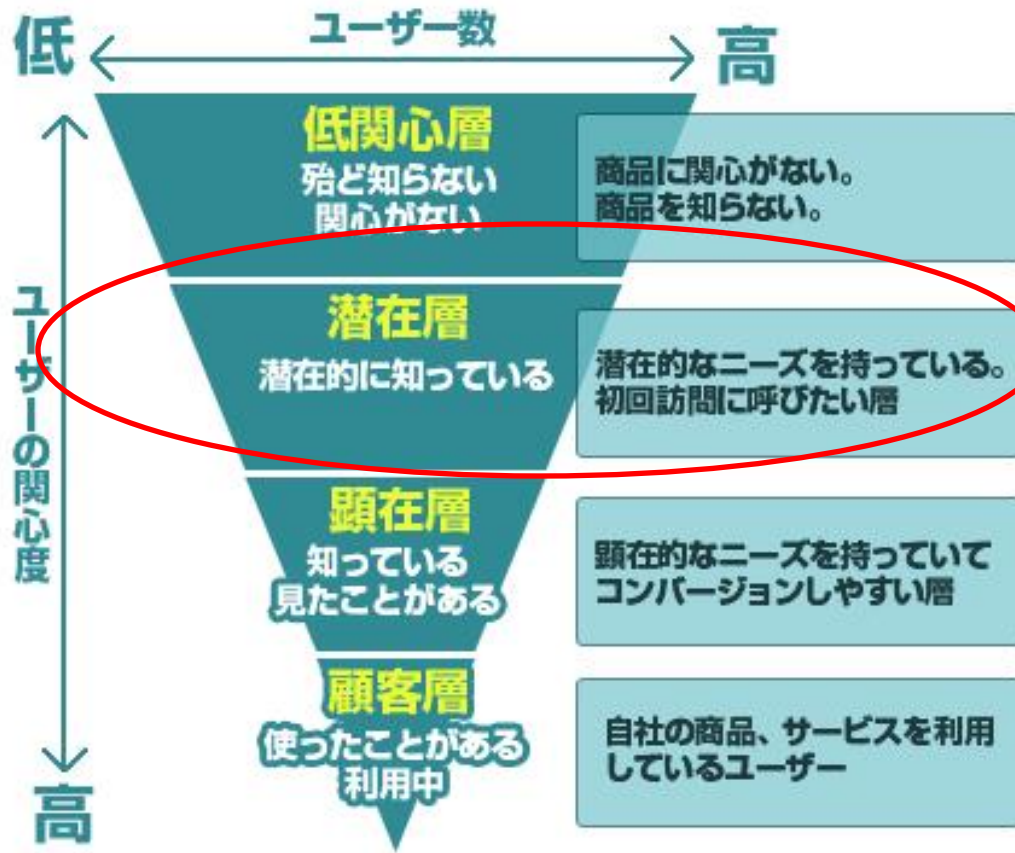 低
ユーザー数
高
ユーザーの関心度
高
低関心層
殆ど知らない
関心がない
商品に関心がない。
商品を知らない。
潜在層
潜在的に知っている
潜在的なニーズを持っている。
初回訪問に呼びたい層
顕在層
知っている
見たことがある
顕在的なニーズを持っていて
コンバージョンしやすい層
顧客層
使ったことがある
利用中
自社の商品、サービスを利用
しているユーザー